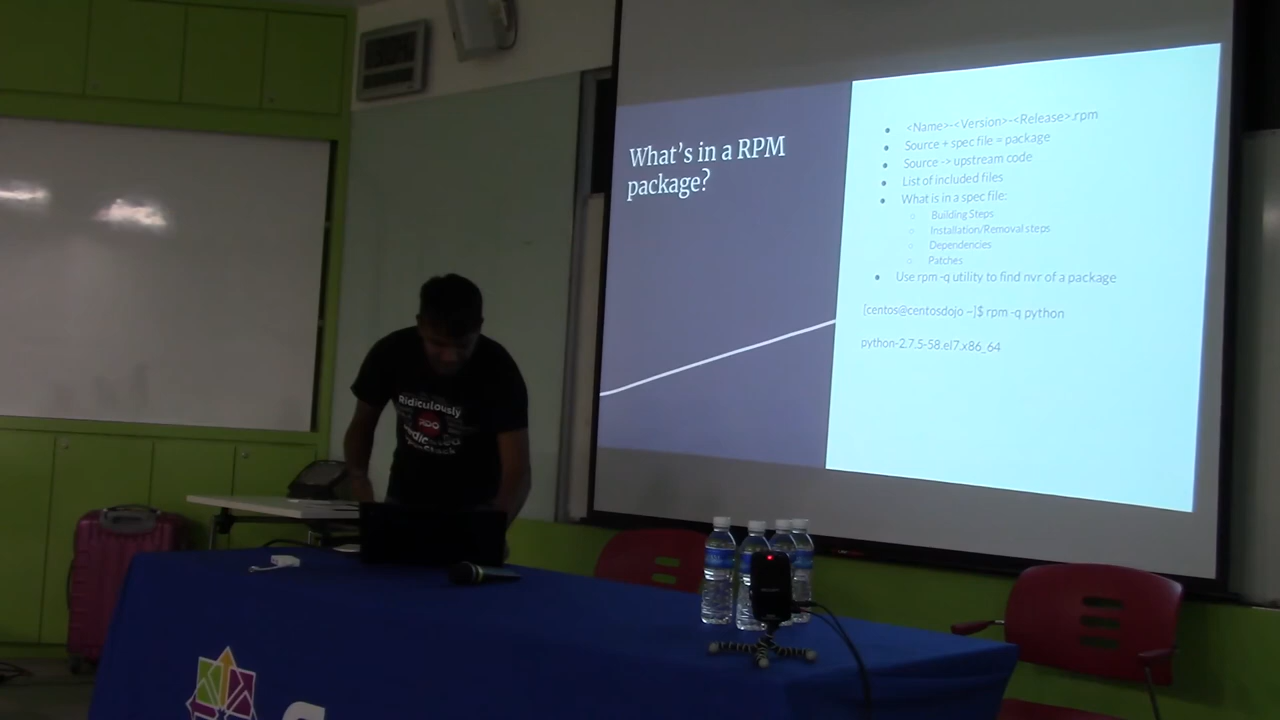 What's in a RPM
package?
<Name>-<Version>-<Release>.rpm
Source + spec file = package
Source -> upstream code
List of included files
What is in a spec file:
Building Steps
Installation/Removal steps
Dependencies
Patches
Use rpm -q utility to find nvr of a package
[centos@centosdojo ~]$ rpm -q python
python-2.7.5-58.el7.x86_64
Ridiculously
RDO